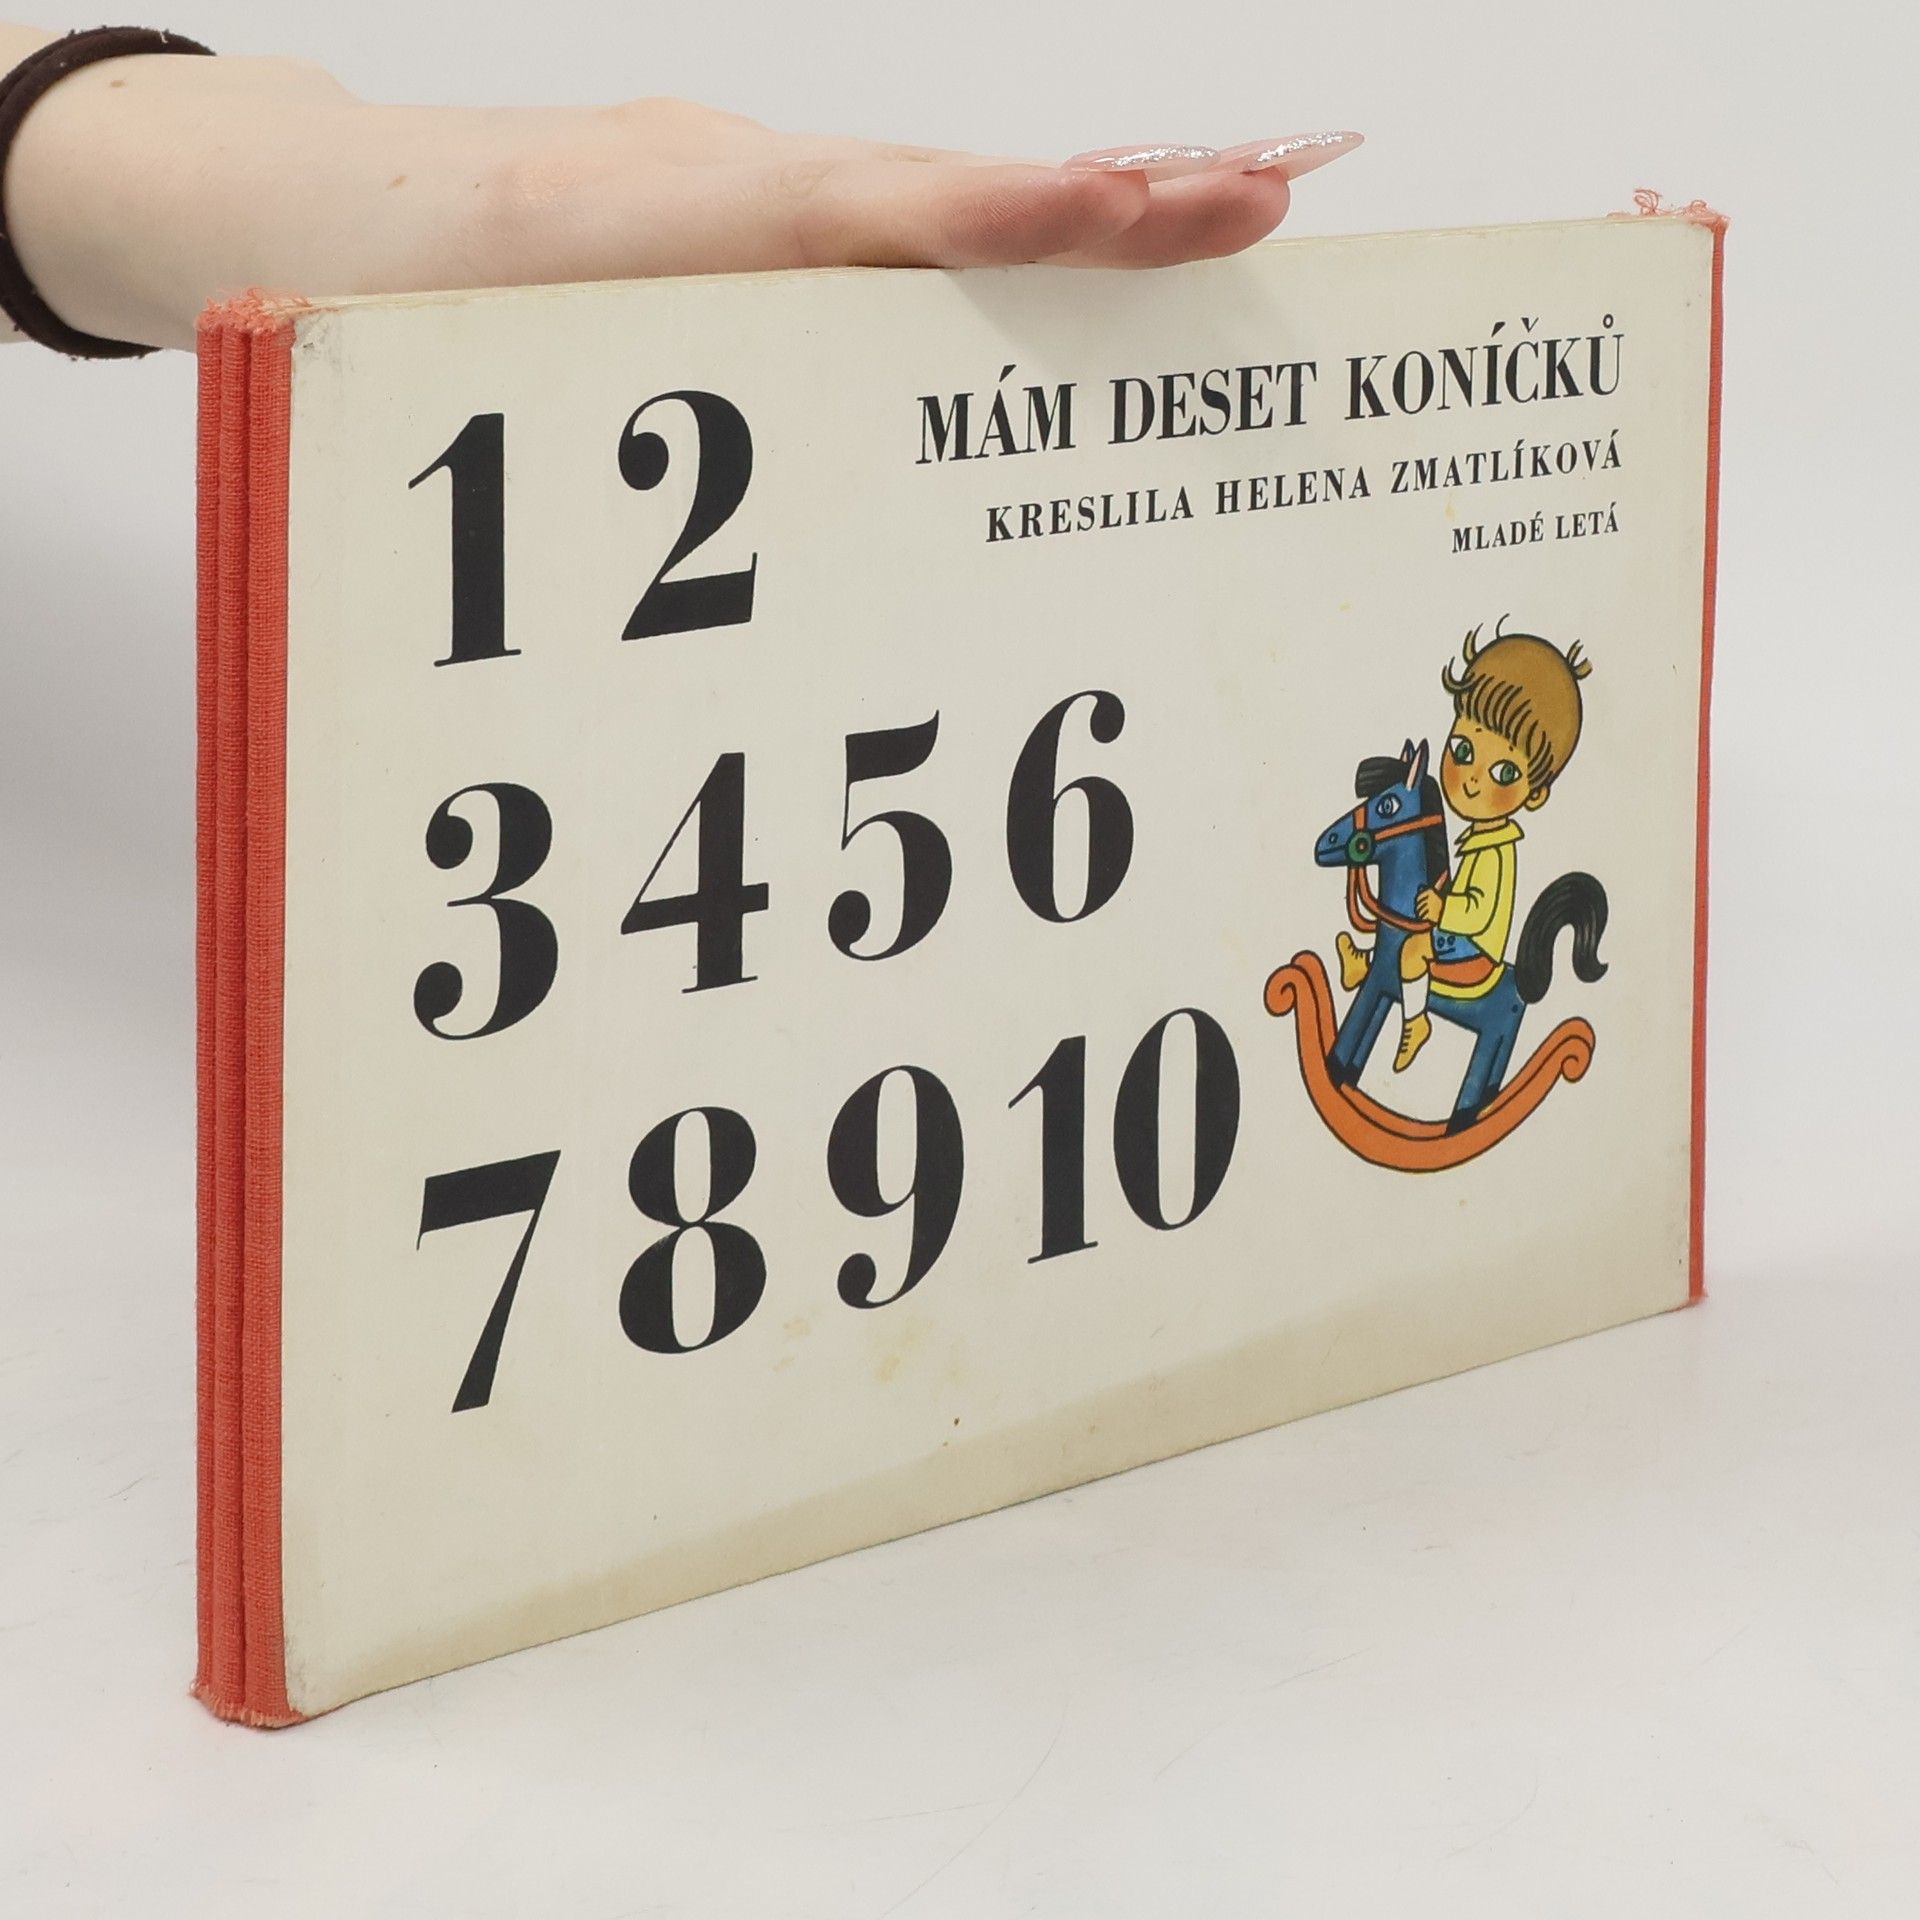 MÁM DESET KONÍČKŮ
KRESLILA HELENA ZMATLÍKOVÁ
MLADÉ LETÁ
1 2
3 4 5 6
7 8 9 10